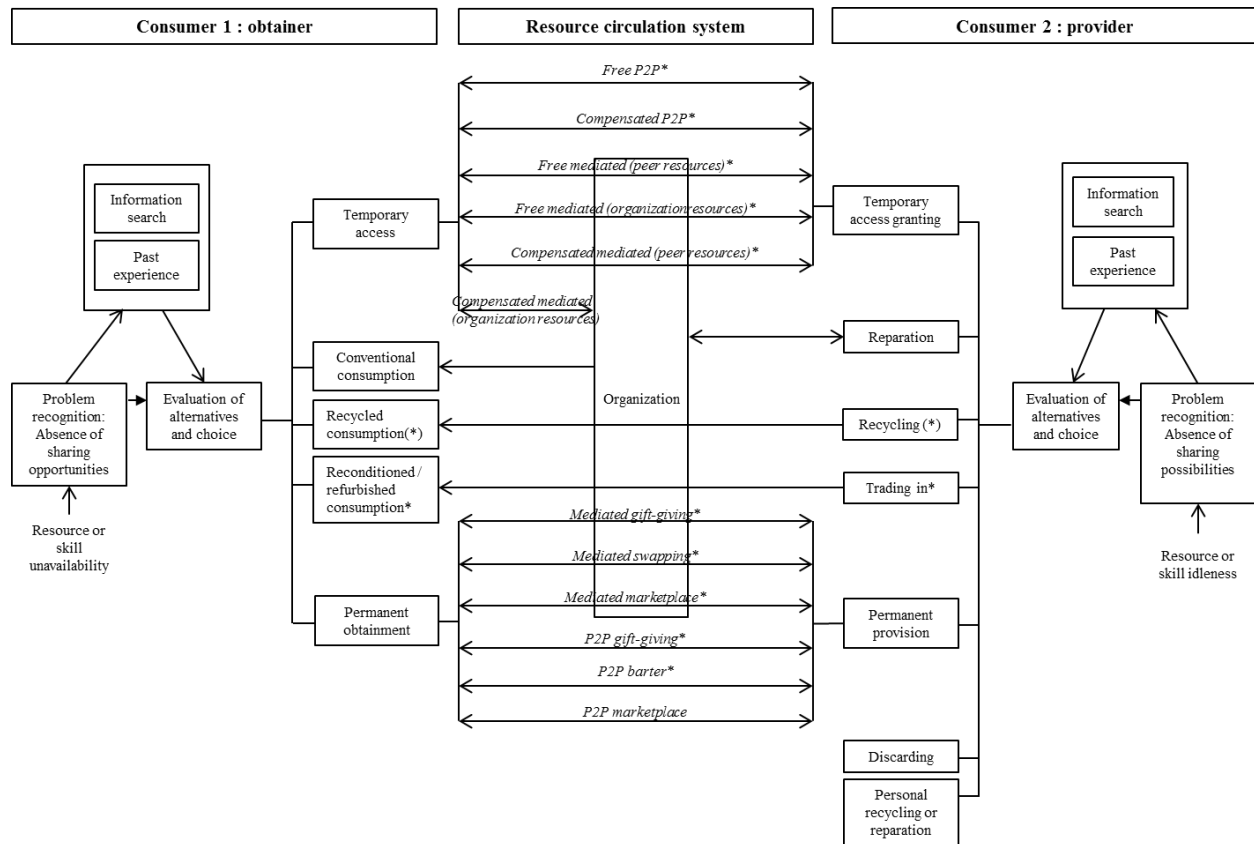 Consumer 1 : obtainer
Resource circulation system
Consumer 2 : provider
Free P2P*
Compensated P2P*
Free mediated (peer resources)*
Free mediated (organization resources)*
Compensated mediated (peer resources)*
Compensated mediated
(organization resources)
Information
search
Past
experience
Temporary
access
Temporary
access granting
Information
search
Past
experience
Conventional
consumption
Reparation
Organization
Problem
recognition:
Absence of
sharing
opportunities
Evaluation of
alternatives
and choice
Recycled
consumption(*)
Recycling (*)
Evaluation of
alternatives
and choice
Problem
recognition:
Absence of
sharing
possibilities
Reconditioned /
refurbished
consumption*
Trading in*
Resource or
skill
unavailability
Resource or
skill idleness
Mediated gift-giving*
Mediated swapping*
Mediated marketplace*
P2P gift-giving*
P2P barter*
P2P marketplace
Permanent
obtainment
Permanent
provision
Discarding
Personal
recycling or
reparation